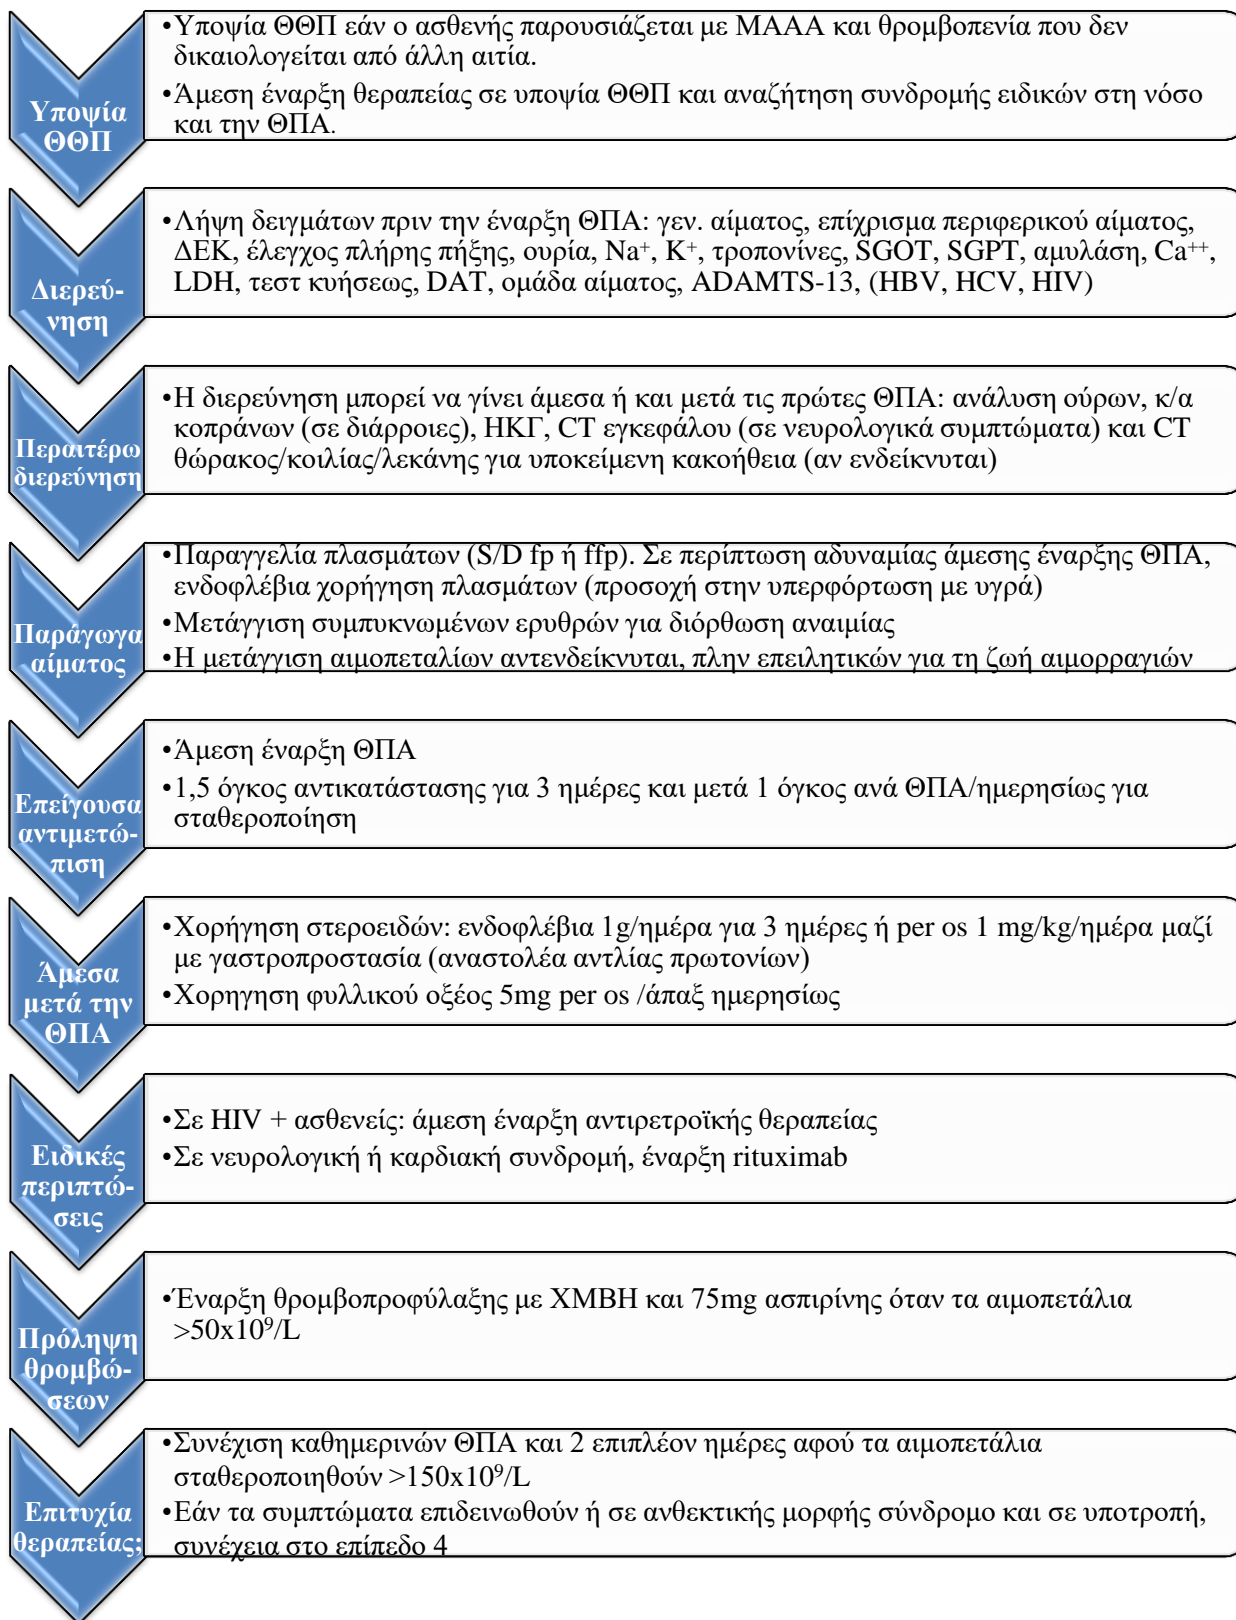 Υποψία
ΘΘΠ
•Υποψία ΘΘΠ εάν ο ασθενής παρουσιάζεται με ΜΑΑΑ και θρομβοπενία που δεν
δικαιολογείται από άλλη αιτία.
•Άμεση έναρξη θεραπείας σε υποψία ΘΘΠ και αναζήτηση συνδρομής ειδικών στη νόσο
και την ΘΠΑ.
Διερεύ-
νηση
•Λήψη δειγμάτων πριν την έναρξη ΘΠΑ: γεν. αίματος, επίχρισμα περιφερικού αίματος,
ΔΕΚ, έλεγχος πλήρης πήξης, ουρία, Na⁺, K⁺, τροπονίνες, SGOT, SGPT, αμυλάση, Ca⁺⁺,
LDH, τεστ κυήσεως, DAT, ομάδα αίματος, ADAMTS-13, (HBV, HCV, HIV)
Περαιτέρω
διερεύνηση
•Η διερεύνηση μπορεί να γίνει άμεσα ή και μετά τις πρώτες ΘΠΑ: ανάλυση ούρων, κ/α
κοπράνων (σε διάρροιες), ΗΚΓ, CT εγκεφάλου (σε νευρολογικά συμπτώματα) και CT
θώρακος/κοιλίας/λεκάνης για υποκείμενη κακοήθεια (αν ενδείκνυται)
Παράγωγα
αίματος
•Παραγγελία πλασμάτων (S/D fp ή ffp). Σε περίπτωση αδυναμίας άμεσης έναρξης ΘΠΑ,
ενδοφλέβια χορήγηση πλασμάτων (προσοχή στην υπερφόρτωση με υγρά)
•Μετάγγιση συμπυκνωμένων ερυθρών για διόρθωση αναιμίας
•Η μετάγγιση αιμοπεταλίων αντενδείκνυται, πλην επειλητικών για τη ζωή αιμορραγιών
Επείγουσα
αντιμετώ-
πιση
•Άμεση έναρξη ΘΠΑ
•1,5 όγκος αντικατάστασης για 3 ημέρες και μετά 1 όγκος ανά ΘΠΑ/ημερησίως για
σταθεροποίηση
Άμεσα
μετά την
ΘΠΑ
•Χορήγηση στεροειδών: ενδοφλέβια 1g/ημέρα για 3 ημέρες ή per os 1 mg/kg/ημέρα μαζί
με γαστροπροστασία (αναστολέα αντλίας πρωτονίων)
•Χορηγηση φυλλικού οξέος 5mg per os /άπαξ ημερησίως
Ειδικές
περιπτώ-
σεις
•Σε HIV + ασθενείς: άμεση έναρξη αντιρετροϊκής θεραπείας
•Σε νευρολογική ή καρδιακή συνδρομή, έναρξη rituximab
Πρόληψη
θρομβώ-
σεων
•Έναρξη θρομβοπροφύλαξης με ΧΜΒΗ και 75mg ασπιρίνης όταν τα αιμοπετάλια
>50x10⁹/L
Επιτυχία
θεραπείας;
•Συνέχιση καθημερινών ΘΠΑ και 2 επιπλέον ημέρες αφού τα αιμοπετάλια
σταθεροποιηθούν >150x10⁹/L
•Εάν τα συμπτώματα επιδεινωθούν ή σε ανθεκτικής μορφής σύνδρομο και σε υποτροπή,
συνέχεια στο επίπεδο 4